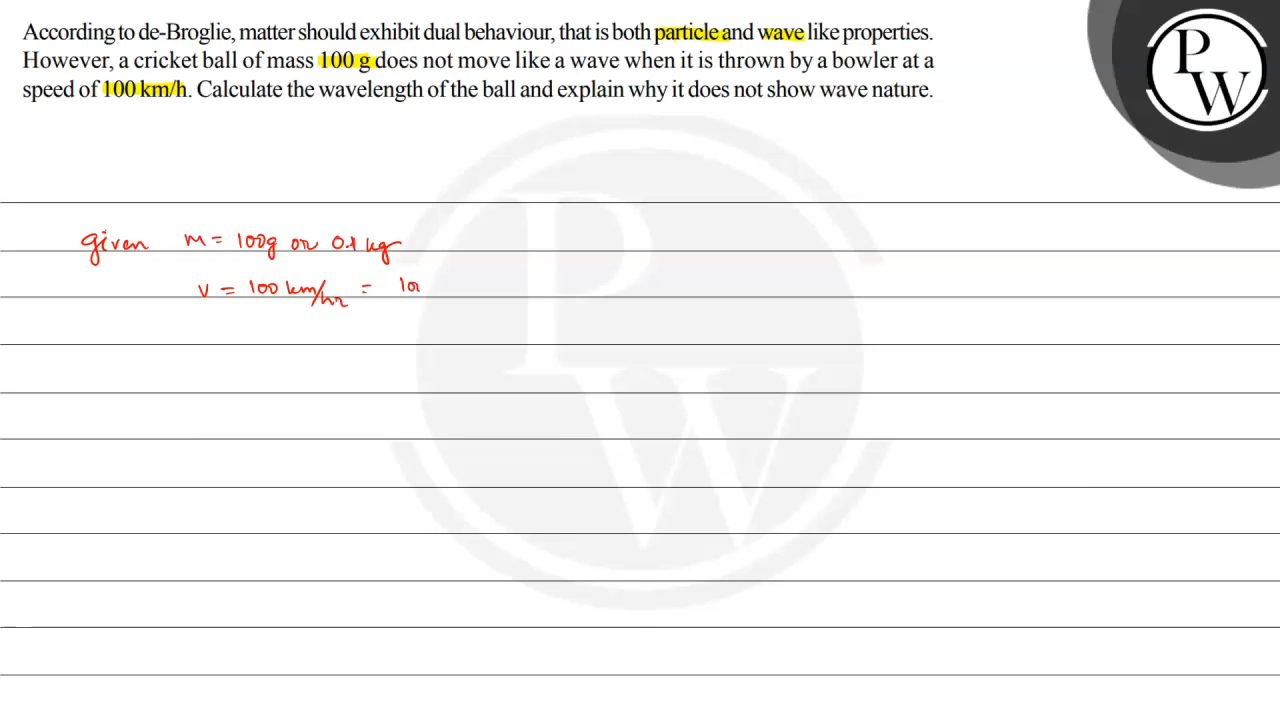 According to de-Broglie, matter should exhibit dual behaviour, that is both particle and wave like properties.
However, a cricket ball of mass 100 g does not move like a wave when it is thrown by a bowler at a
speed of 100 km/h. Calculate the wavelength of the ball and explain why it does not show wave nature.
P
W
given m = 100g or 0.1 kg
v = 100 km/hr = 10
P
W